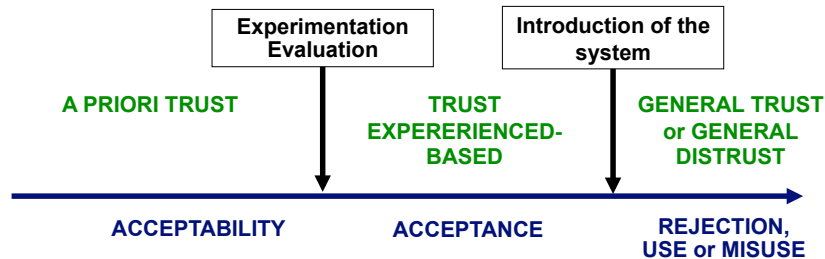 Experimentation
Evaluation
Introduction of the
system
A PRIORI TRUST
TRUST
EXPERERIENCED-
BASED
GENERAL TRUST
or GENERAL
DISTRUST
ACCEPTABILITY
ACCEPTANCE
REJECTION,
USE or MISUSE